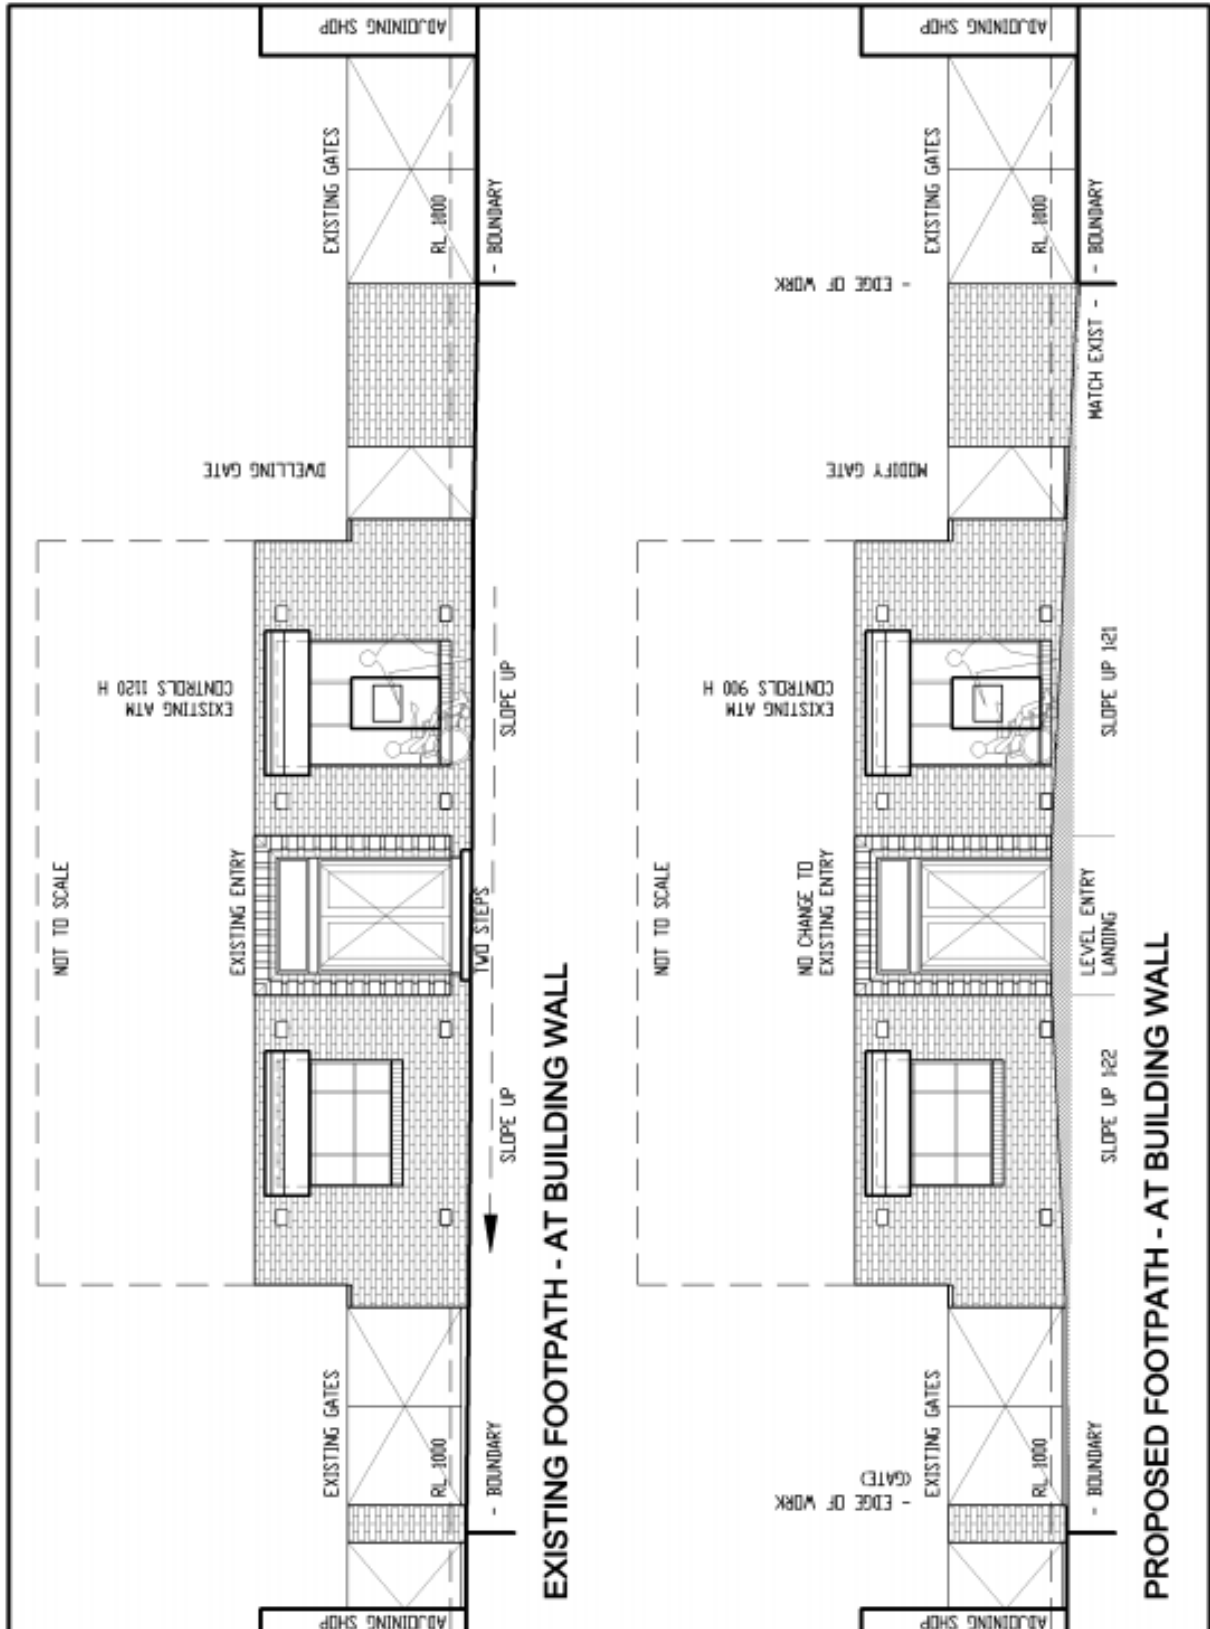 NOT TO SCALE
EXISTING ATM
CONTROLS 1120 H
EXISTING ENTRY
DWELLING GATE
EXISTING GATES
EXISTING GATES
ADJOINING SHOP
ADJOINING SHOP
RL 1000
RL 1000
- BOUNDARY
- BOUNDARY
TWO STEPS
SLOPE UP
SLOPE UP
EXISTING FOOTPATH - AT BUILDING WALL
NOT TO SCALE
EXISTING ATM
CONTROLS 900 H
NO CHANGE TO
EXISTING ENTRY
MODIFY GATE
- EDGE OF WORK
(GATE)
- EDGE OF WORK
EXISTING GATES
EXISTING GATES
ADJOINING SHOP
ADJOINING SHOP
RL 1000
RL 1000
- BOUNDARY
- BOUNDARY
MATCH EXIST -
SLOPE UP 1:22
LEVEL ENTRY
LANDING
SLOPE UP 1:21
PROPOSED FOOTPATH - AT BUILDING WALL